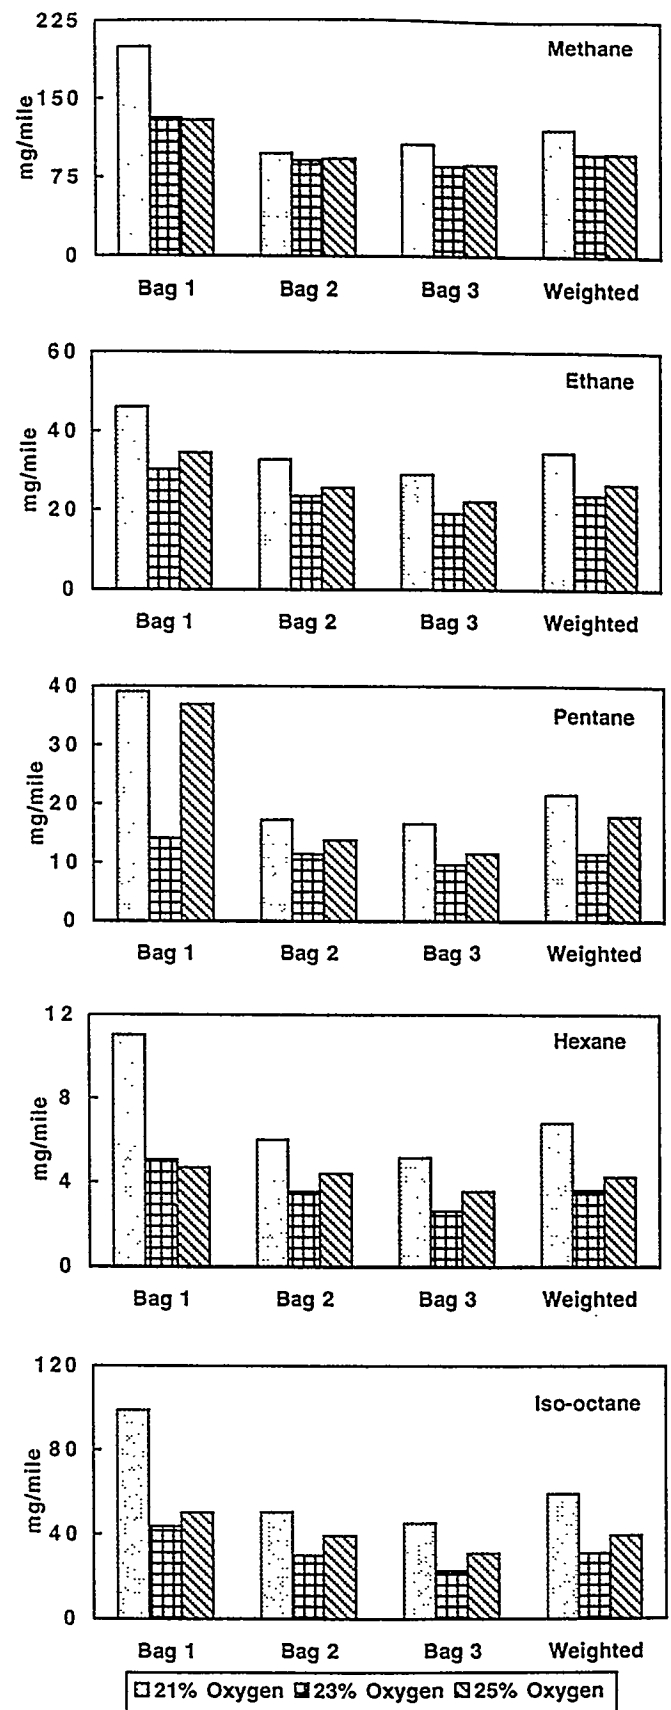 225
Methane
150
mg/mile
75
0
Bag 1 Bag 2 Bag 3 Weighted
60
Ethane
40
mg/mile
20
0
Bag 1 Bag 2 Bag 3 Weighted
40
Pentane
30
mg/mile
20
10
0
Bag 1 Bag 2 Bag 3 Weighted
12
Hexane
8
mg/mile
4
0
Bag 1 Bag 2 Bag 3 Weighted
120
Iso-octane
80
mg/mile
40
0
Bag 1 Bag 2 Bag 3 Weighted
21% Oxygen 23% Oxygen 25% Oxygen